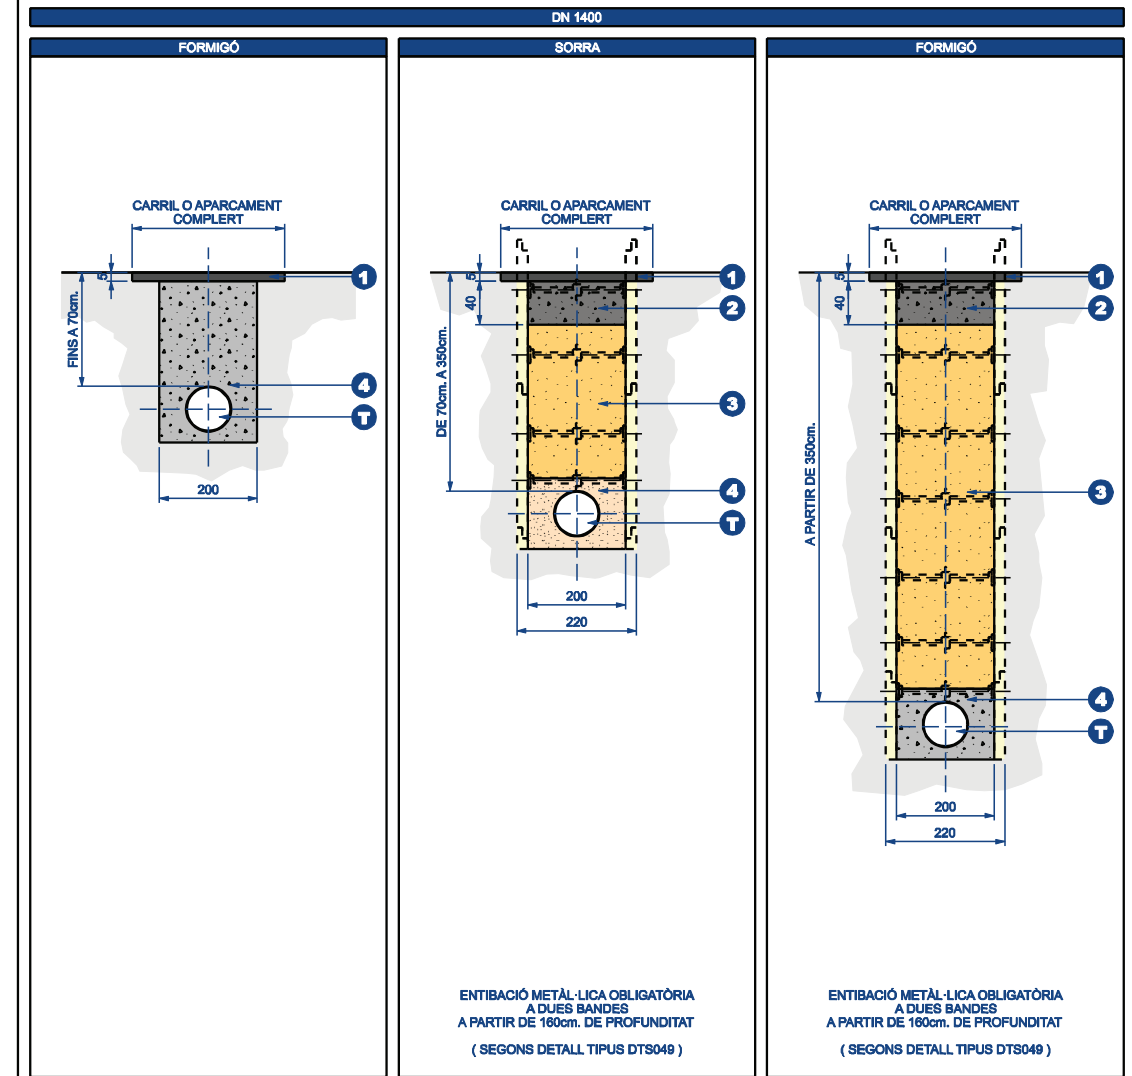 DN 1400
FORMIGÓ
CARRIL O APARCAMENT
COMPLERT
5
FINS A 70cm.
1
4
T
200
SORRA
CARRIL O APARCAMENT
COMPLERT
5
40
DE 70cm. A 350cm.
1
2
3
4
T
200
220
ENTIBACIÓ METÀL·LICA OBLIGATÒRIA
A DUES BANDES
A PARTIR DE 160cm. DE PROFUNDITAT
( SEGONS DETALL TIPUS DTS049 )
FORMIGÓ
CARRIL O APARCAMENT
COMPLERT
5
40
A PARTIR DE 350cm.
1
2
3
4
T
200
220
ENTIBACIÓ METÀL·LICA OBLIGATÒRIA
A DUES BANDES
A PARTIR DE 160cm. DE PROFUNDITAT
( SEGONS DETALL TIPUS DTS049 )